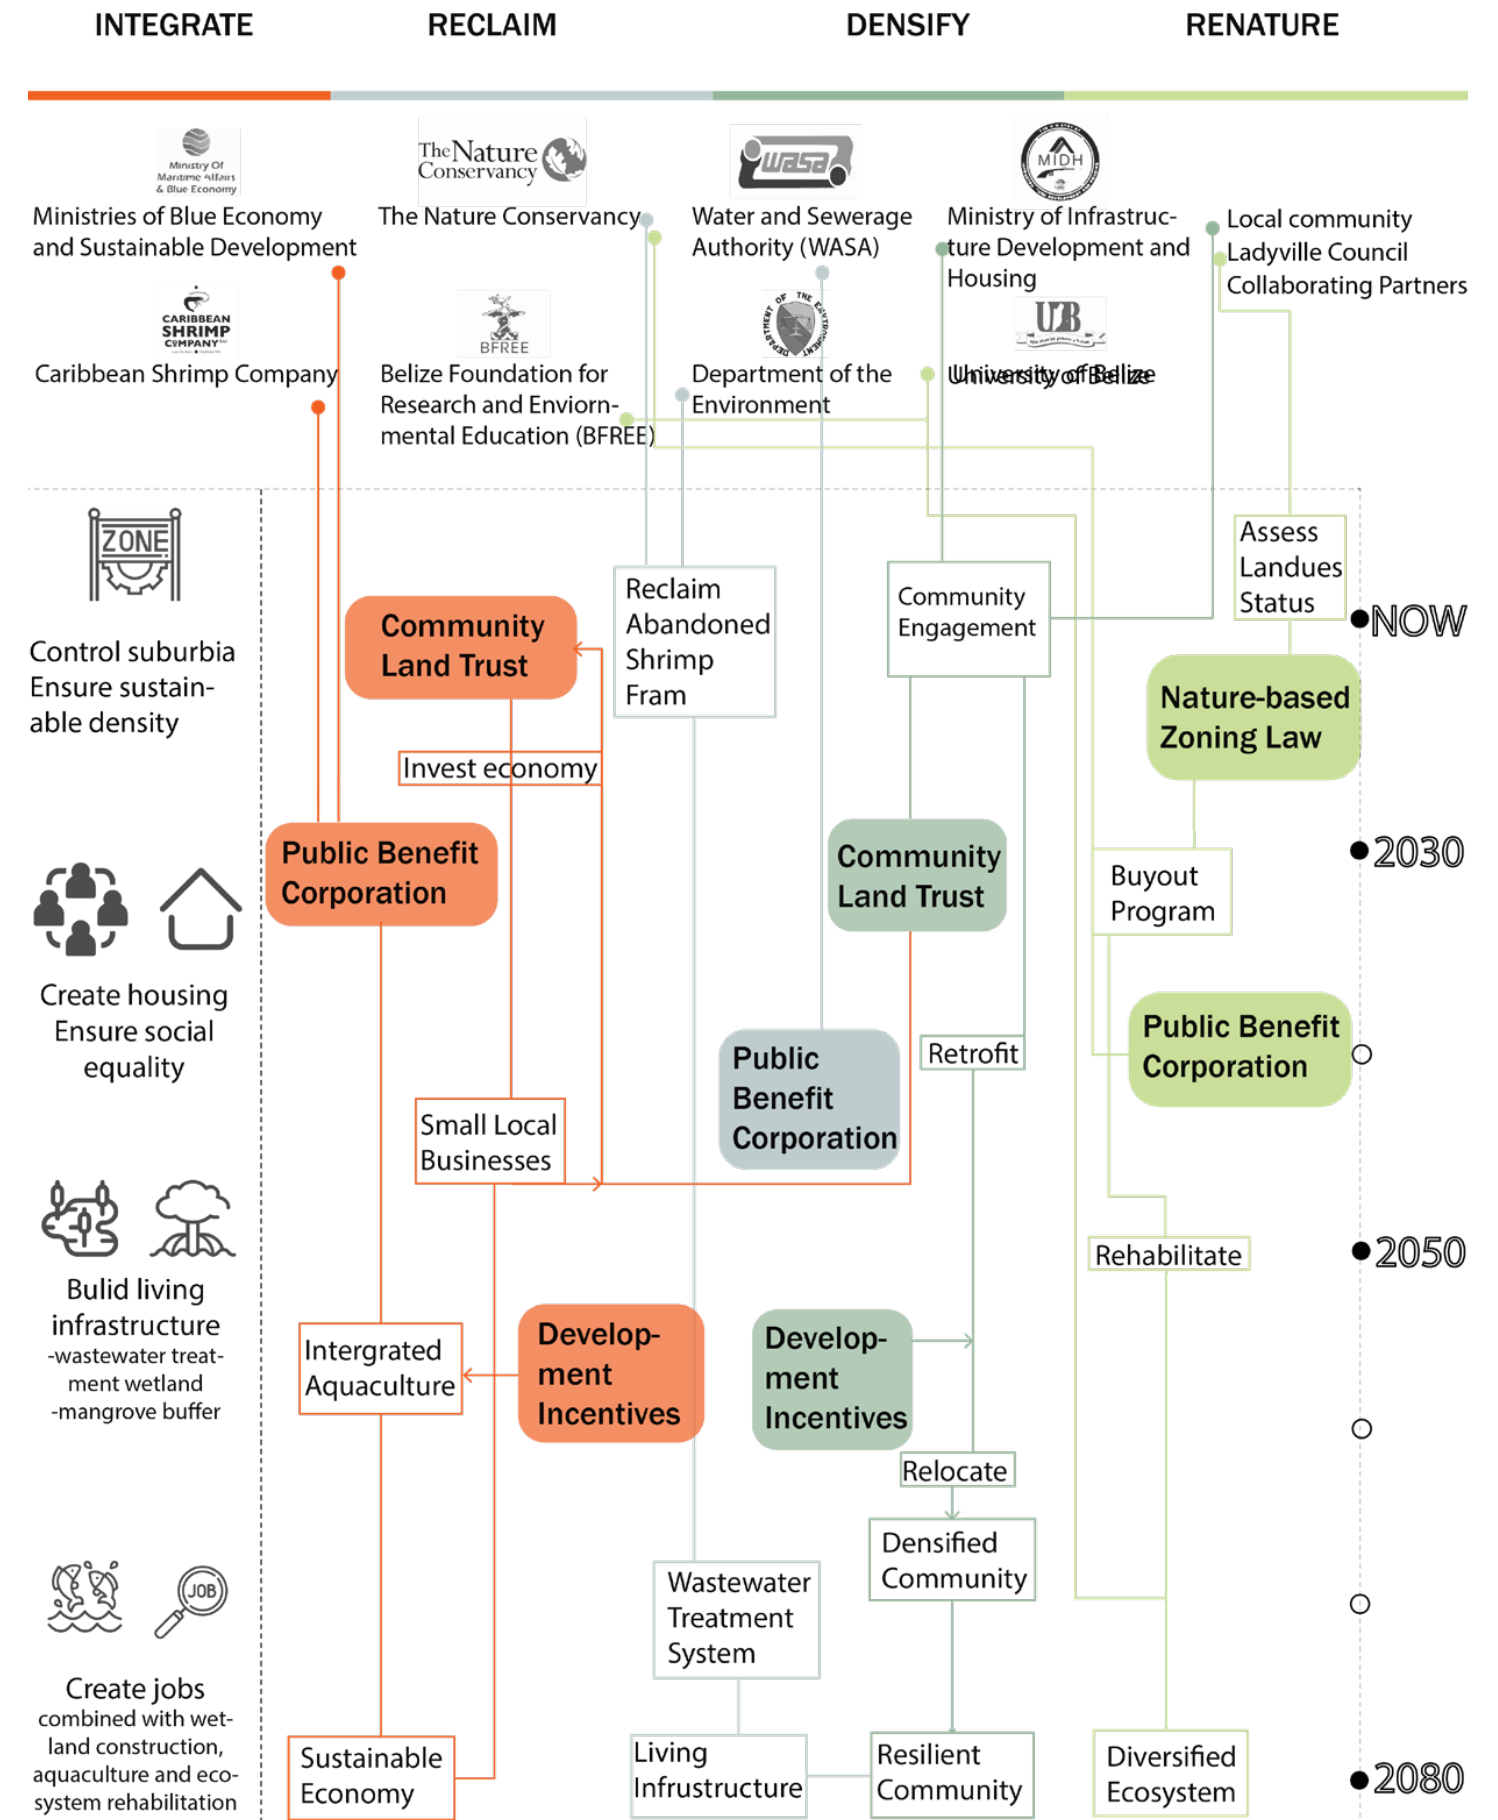 INTEGRATE
RECLAIM
DENSIFY
RENATURE
Ministry Of
Maritime Affairs
& Blue Economy
The Nature
Conservancy
wasa
MIDH
Ministries of Blue Economy
and Sustainable Development
The Nature Conservancy
Water and Sewerage
Authority (WASA)
Ministry of Infrastruc-
ture Development and
Housing
Local community
Ladyville Council
Collaborating Partners
CARIBBEAN
SHRIMP
COMPANY
BFREE
DEPARTMENT OF THE ENVIRONMENT
UB
Caribbean Shrimp Company
Belize Foundation for
Research and Enviorn-
mental Education (BFREE)
Department of the
Environment
University of Belize
ZONE
Control suburbia
Ensure sustain-
able density
Community
Land Trust
Reclaim
Abandoned
Shrimp
Fram
Community
Engagement
Assess
Landues
Status
NOW
Nature-based
Zoning Law
Invest economy
Public Benefit
Corporation
Community
Land Trust
Buyout
Program
2030
Create housing
Ensure social
equality
Public
Benefit
Corporation
Retrofit
Public Benefit
Corporation
Small Local
Businesses
Bulid living
infrastructure
-wastewater treat-
ment wetland
-mangrove buffer
Rehabilitate
2050
Intergrated
Aquaculture
Develop-
ment
Incentives
Develop-
ment
Incentives
Relocate
Densified
Community
JOB
Wastewater
Treatment
System
Create jobs
combined with wet-
land construction,
aquaculture and eco-
system rehabilitation
Sustainable
Economy
Living
Infrustructure
Resilient
Community
Diversified
Ecosystem
2080